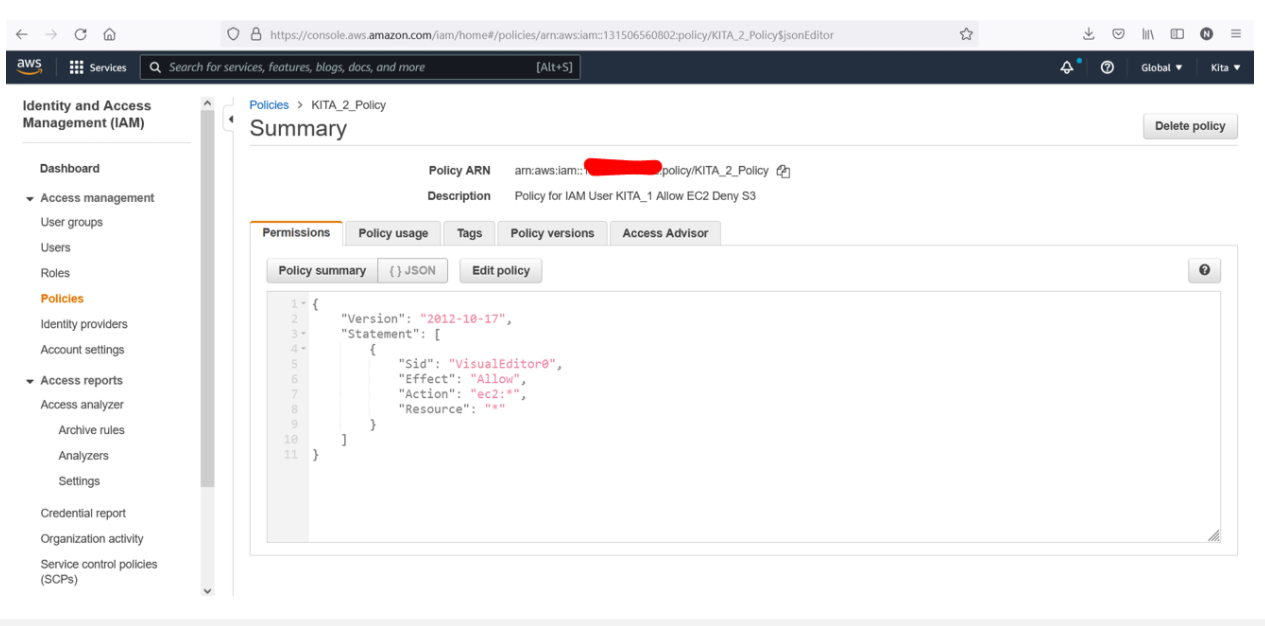 https://console.aws.amazon.com/iam/home#/policies/arn:aws:iam::131506560802:policy/KITA_2_Policy$jsonEditor
N
aws Services Search for services, features, blogs, docs, and more [Alt+S] Global Kita
Identity and Access Management (IAM)
Dashboard
Access management
User groups
Users
Roles
Policies
Identity providers
Account settings
Access reports
Access analyzer
Archive rules
Analyzers
Settings
Credential report
Organization activity
Service control policies (SCPs)
Policies > KITA_2_Policy
Summary
Delete policy
Policy ARN arn:aws:iam:: policy/KITA_2_Policy
Description Policy for IAM User KITA_1 Allow EC2 Deny S3
Permissions Policy usage Tags Policy versions Access Advisor
Policy summary { } JSON Edit policy
1 {
2 "Version": "2012-10-17",
3 "Statement": [
4 {
5 "Sid": "VisualEditor0",
6 "Effect": "Allow",
7 "Action": "ec2:*",
8 "Resource": "*"
9 }
10 ]
11 }